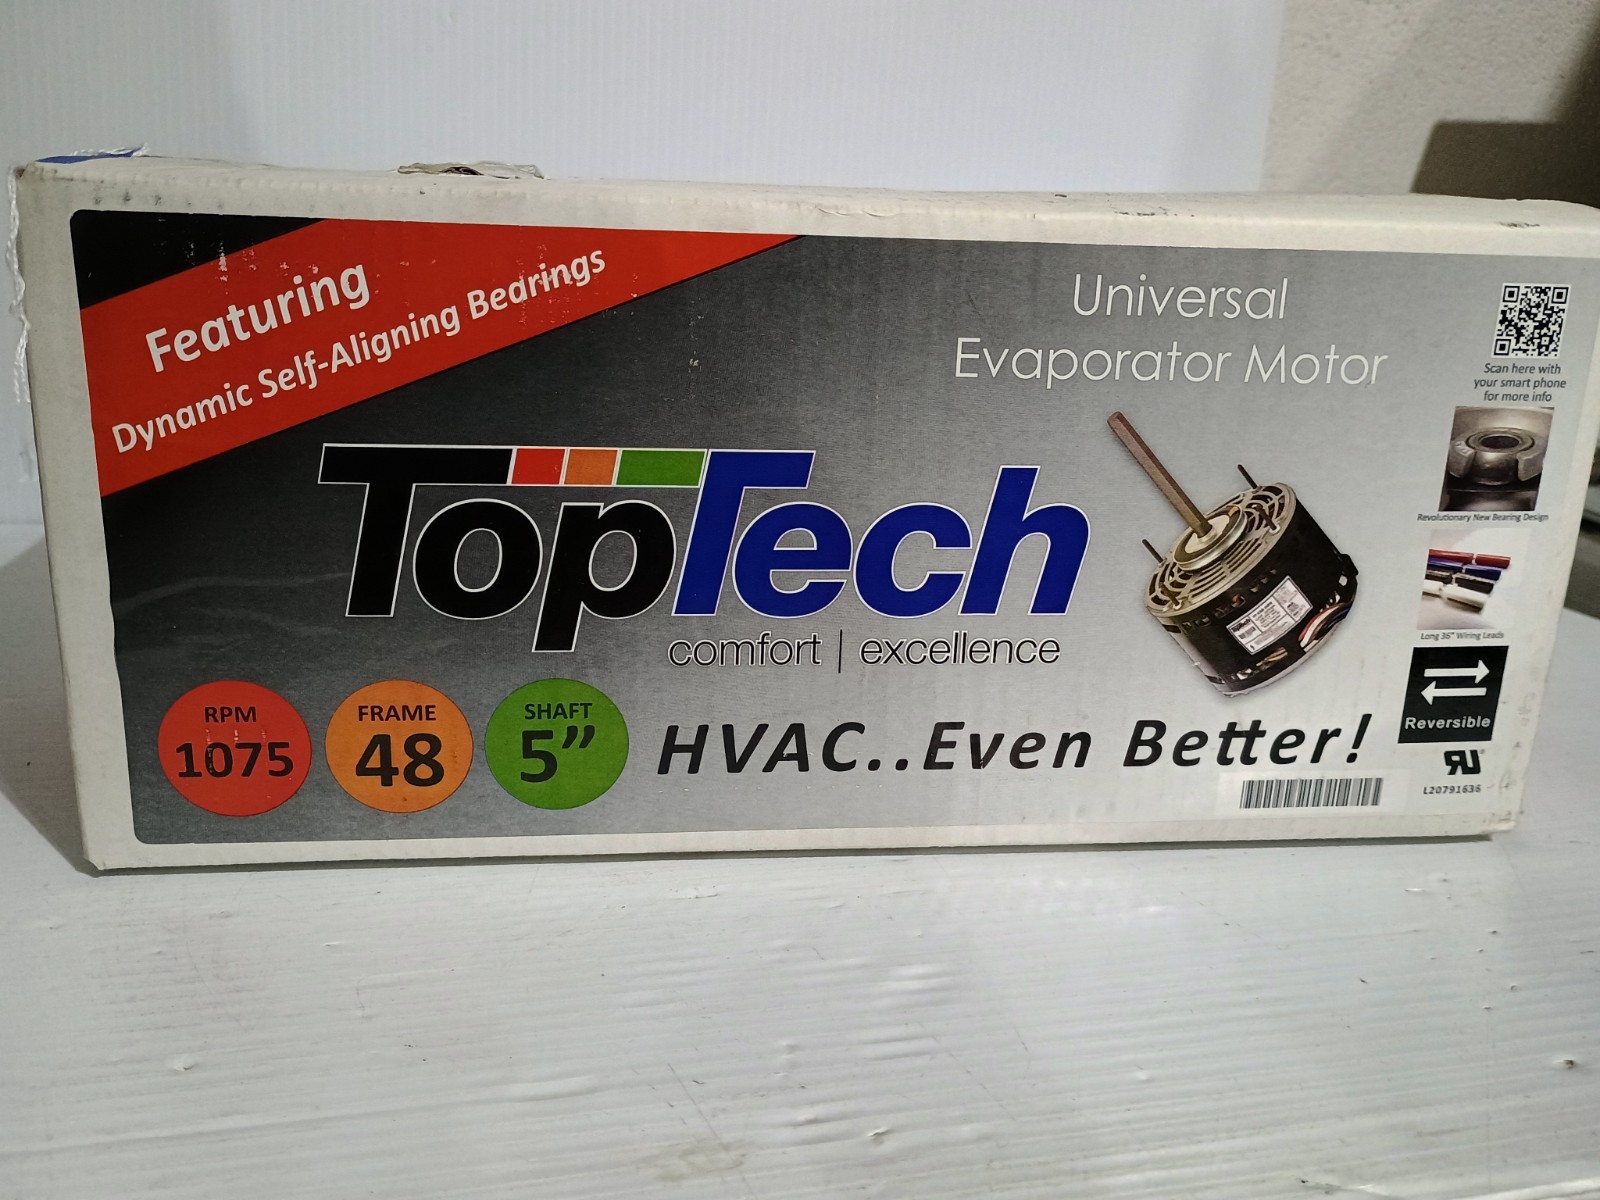 Featuring
Dynamic Self-Aligning Bearings
Universal
Evaporator Motor
Scan here with
your smart phone
for more info
Revolutionary New Bearing Design
TopTech
comfort | excellence
Long 36" Wiring Leads
RPM
1075
FRAME
48
SHAFT
5”
HVAC..Even Better!
Reversible
L20791636